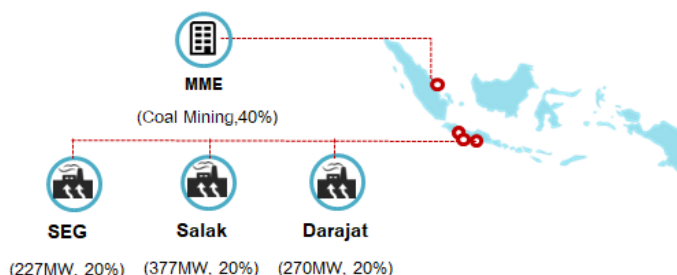 MME
(Coal Mining,40%)
SEG Salak Darajat
(227MW, 20%) (377MW, 20%) (270MW, 20%)